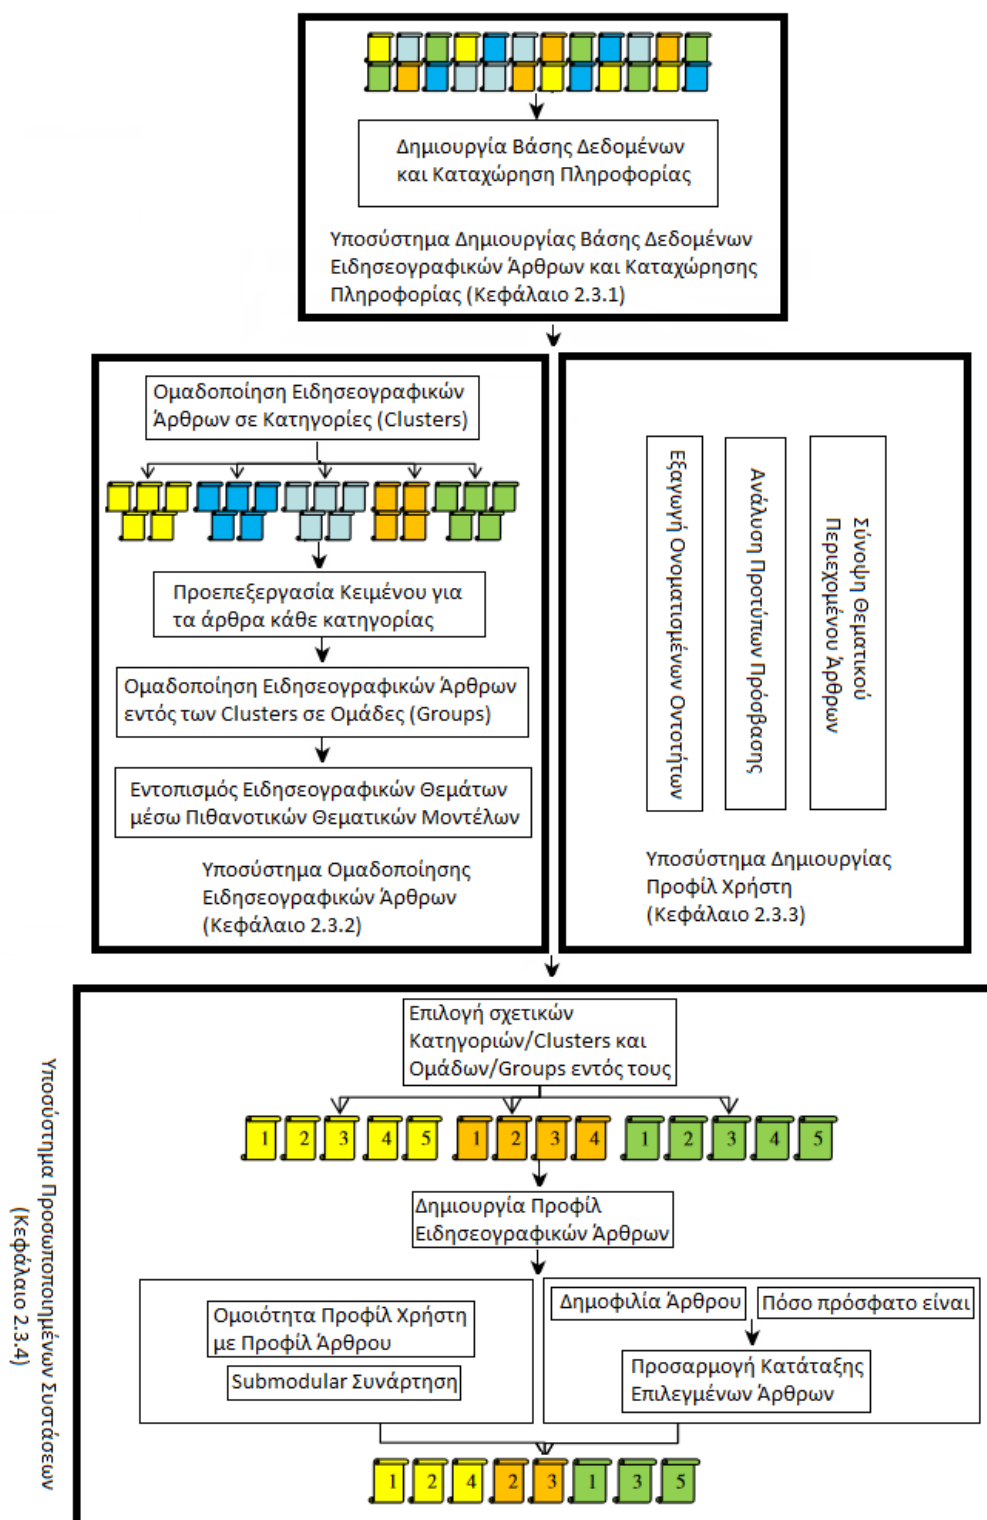 Δημιουργία Βάσης Δεδομένων
και Καταχώρηση Πληροφορίας
Υποσύστημα Δημιουργίας Βάσης Δεδομένων
Ειδησεογραφικών Άρθρων και Καταχώρησης
Πληροφορίας (Κεφάλαιο 2.3.1)
Ομαδοποίηση Ειδησεογραφικών
Άρθρων σε Κατηγορίες (Clusters)
Προεπεξεργασία Κειμένου για
τα άρθρα κάθε κατηγορίας
Ομαδοποίηση Ειδησεογραφικών Άρθρων
εντός των Clusters σε Ομάδες (Groups)
Εντοπισμός Ειδησεογραφικών Θεμάτων
μέσω Πιθανοτικών Θεματικών Μοντέλων
Υποσύστημα Ομαδοποίησης
Ειδησεογραφικών Άρθρων
(Κεφάλαιο 2.3.2)
Εξαγωγή Ονοματισμένων Οντοτήτων
Ανάλυση Προτύπων Πρόσβασης
Σύνοψη Θεματικού
Περιεχομένου Άρθρων
Υποσύστημα Δημιουργίας
Προφίλ Χρήστη
(Κεφάλαιο 2.3.3)
Υποσύστημα Προσωποποιημένων Συστάσεων
(Κεφάλαιο 2.3.4)
Επιλογή σχετικών
Κατηγοριών/Clusters και
Ομάδων/Groups εντός τους
1 2 3 4 5 1 2 3 4 1 2 3 4 5
Δημιουργία Προφίλ
Ειδησεογραφικών Άρθρων
Ομοιότητα Προφίλ Χρήστη
με Προφίλ Άρθρου
Submodular Συνάρτηση
Δημοφιλία Άρθρου
Πόσο πρόσφατο είναι
Προσαρμογή Κατάταξης
Επιλεγμένων Άρθρων
1 2 4 2 3 1 3 5